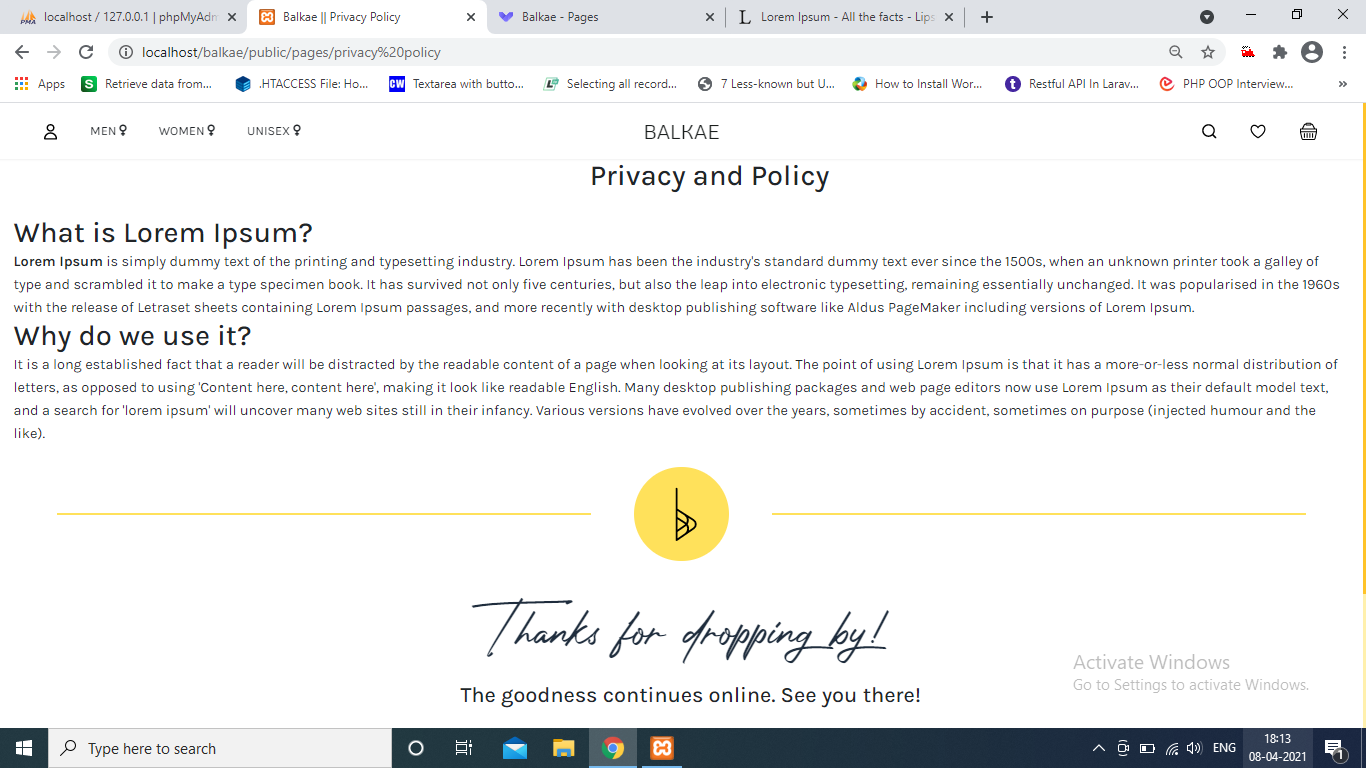 localhost / 127.0.0.1 | phpMyAdm
Balkae || Privacy Policy
Balkae - Pages
Lorem Ipsum - All the facts - Lips
localhost/balkae/public/pages/privacy%20policy
Apps
Retrieve data from...
.HTACCESS File: Ho...
Textarea with butto...
Selecting all record...
7 Less-known but U...
How to Install Wor...
Restful API In Larav...
PHP OOP Interview...
»
MEN
WOMEN
UNISEX
BALKAE
Privacy and Policy
What is Lorem Ipsum?
Lorem Ipsum is simply dummy text of the printing and typesetting industry. Lorem Ipsum has been the industry's standard dummy text ever since the 1500s, when an unknown printer took a galley of
type and scrambled it to make a type specimen book. It has survived not only five centuries, but also the leap into electronic typesetting, remaining essentially unchanged. It was popularised in the 1960s
with the release of Letraset sheets containing Lorem Ipsum passages, and more recently with desktop publishing software like Aldus PageMaker including versions of Lorem Ipsum.
Why do we use it?
It is a long established fact that a reader will be distracted by the readable content of a page when looking at its layout. The point of using Lorem Ipsum is that it has a more-or-less normal distribution of
letters, as opposed to using 'Content here, content here', making it look like readable English. Many desktop publishing packages and web page editors now use Lorem Ipsum as their default model text,
and a search for 'lorem ipsum' will uncover many web sites still in their infancy. Various versions have evolved over the years, sometimes by accident, sometimes on purpose (injected humour and the
like).
Thanks for dropping by!
The goodness continues online. See you there!
Activate Windows
Go to Settings to activate Windows.
Type here to search
ENG
18:13
08-04-2021
1